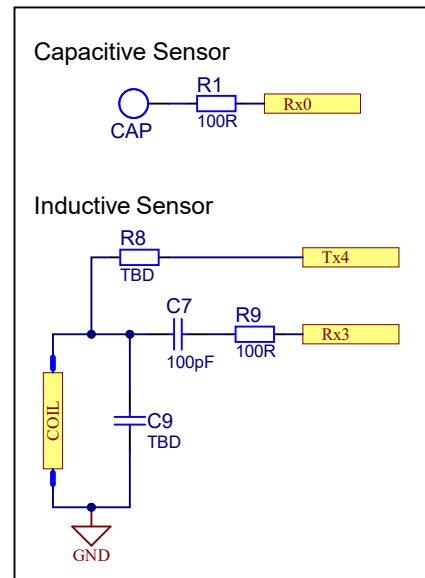 Capacitive Sensor
R1
Rx0
CAP
100R
Inductive Sensor
R8
Tx4
TBD
C7
R9
Rx3
100pF
100R
COIL
C9
TBD
GND